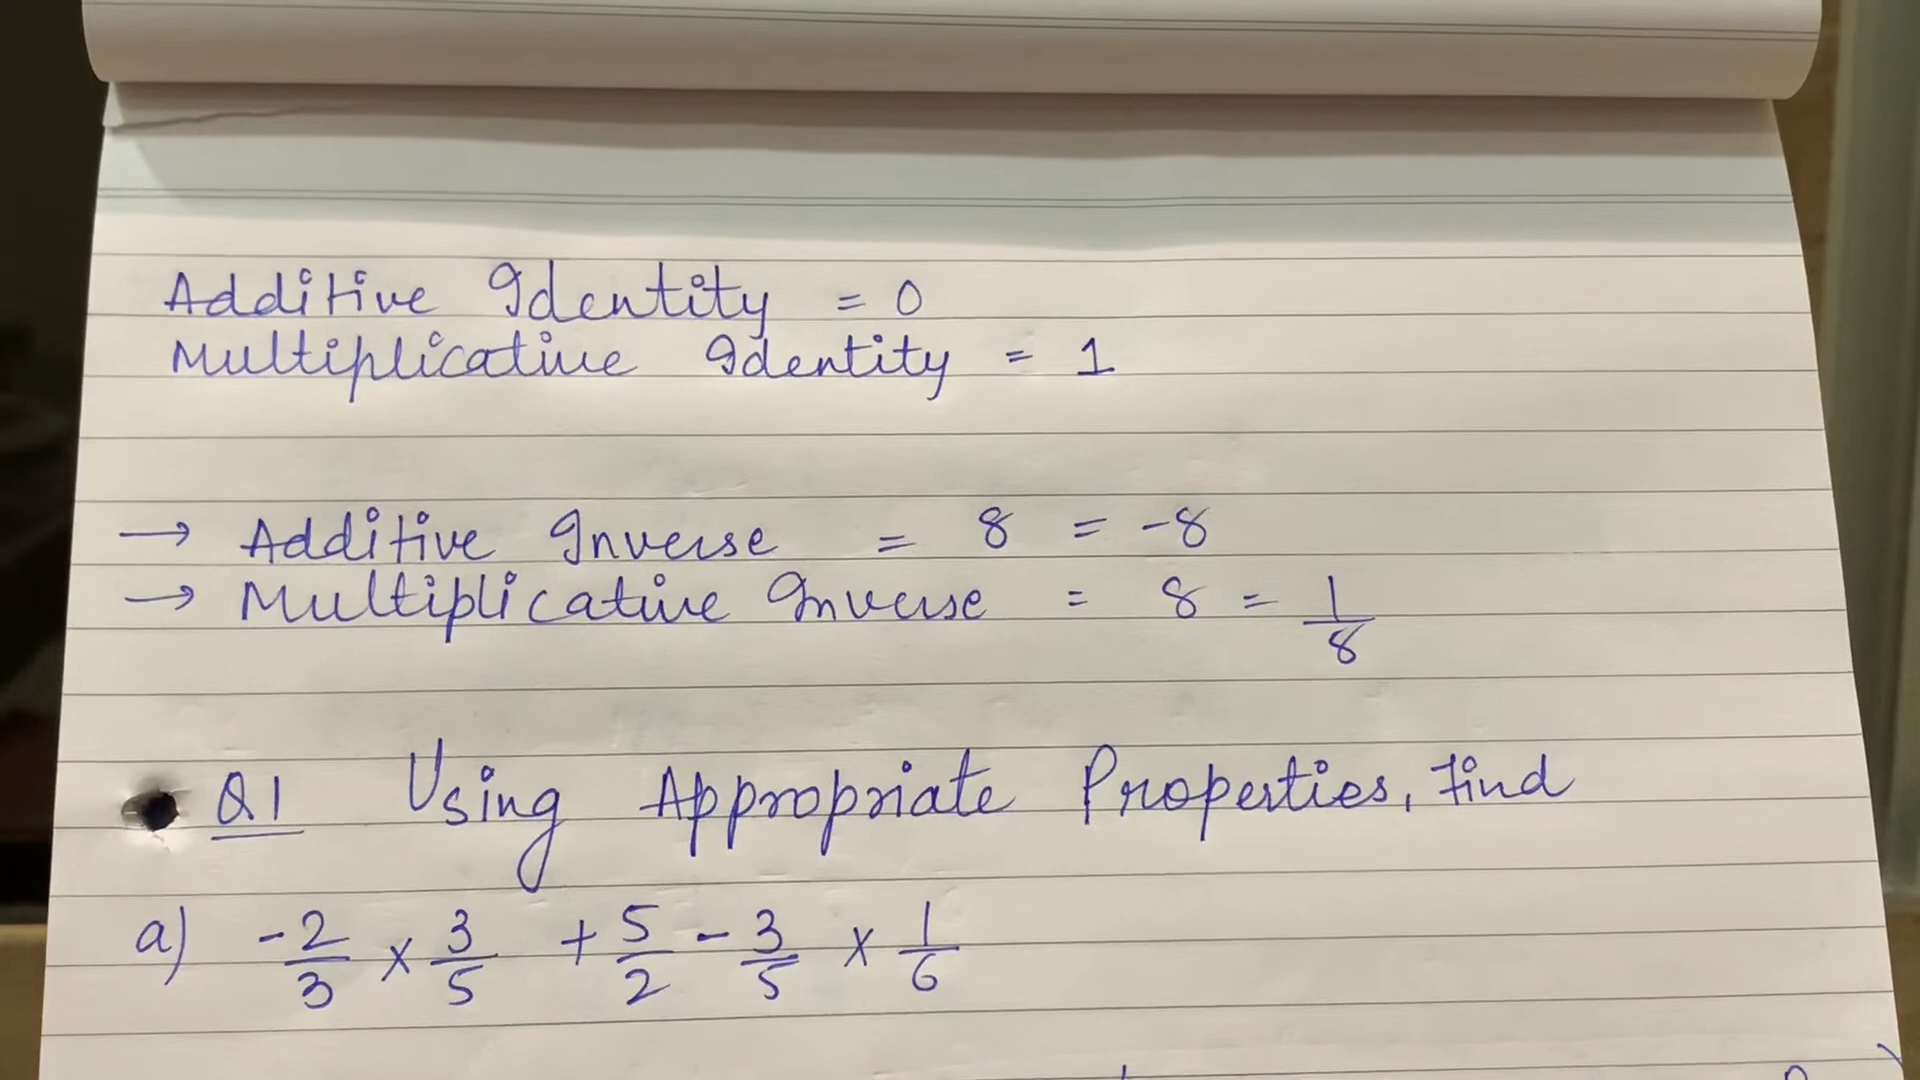 Additive Identity = 0
Multiplicative Identity = 1
→ Additive Inverse = 8 = -8
→ Multiplicative Inverse = 8 = 1/8
Q1 Using Appropriate Properties, find
a) -2/3 × 3/5 + 5/2 - 3/5 × 1/6